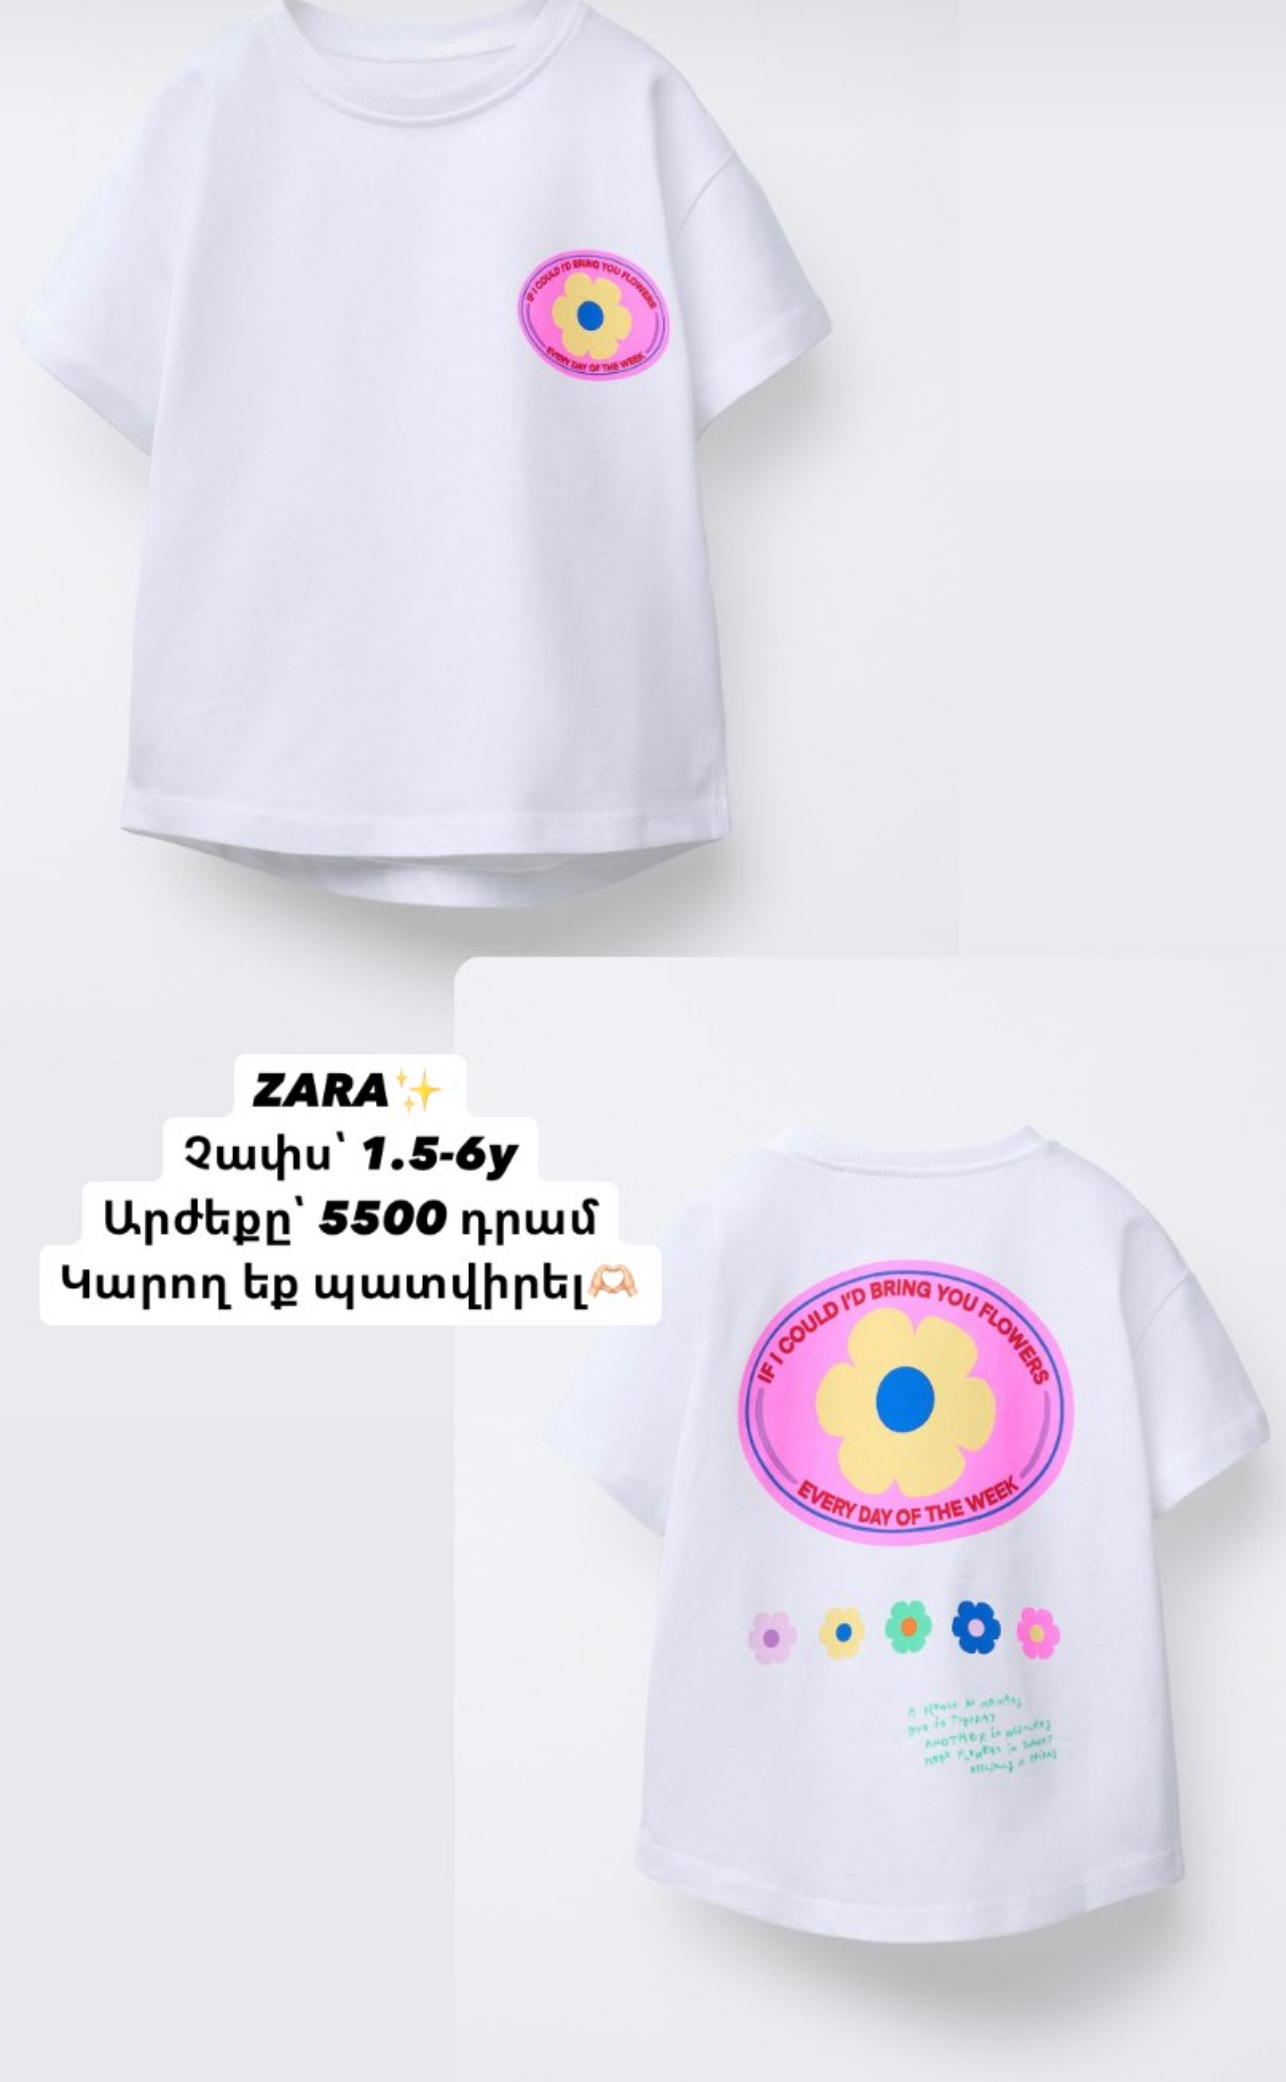 IF I COULD I'D BRING YOU FLOWERS
EVERY DAY OF THE WEEK
ZARA✨
Չափս՝ 1.5-6y
Արժեքը՝ 5500 դրամ
Կարող եք պատվիրել🫶🏻
IF I COULD I'D BRING YOU FLOWERS
EVERY DAY OF THE WEEK
ANOTHER